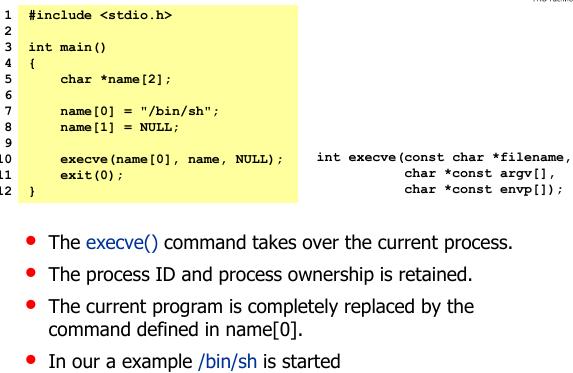 1 #include <stdio.h>
2
3 int main()
4 {
5 char *name[2];
6
7 name[0] = "/bin/sh";
8 name[1] = NULL;
9
10 execve(name[0], name, NULL);
11 exit(0);
12 }
int execve(const char *filename,
char *const argv[],
char *const envp[]);
• The execve() command takes over the current process.
• The process ID and process ownership is retained.
• The current program is completely replaced by the
command defined in name[0].
• In our a example /bin/sh is started